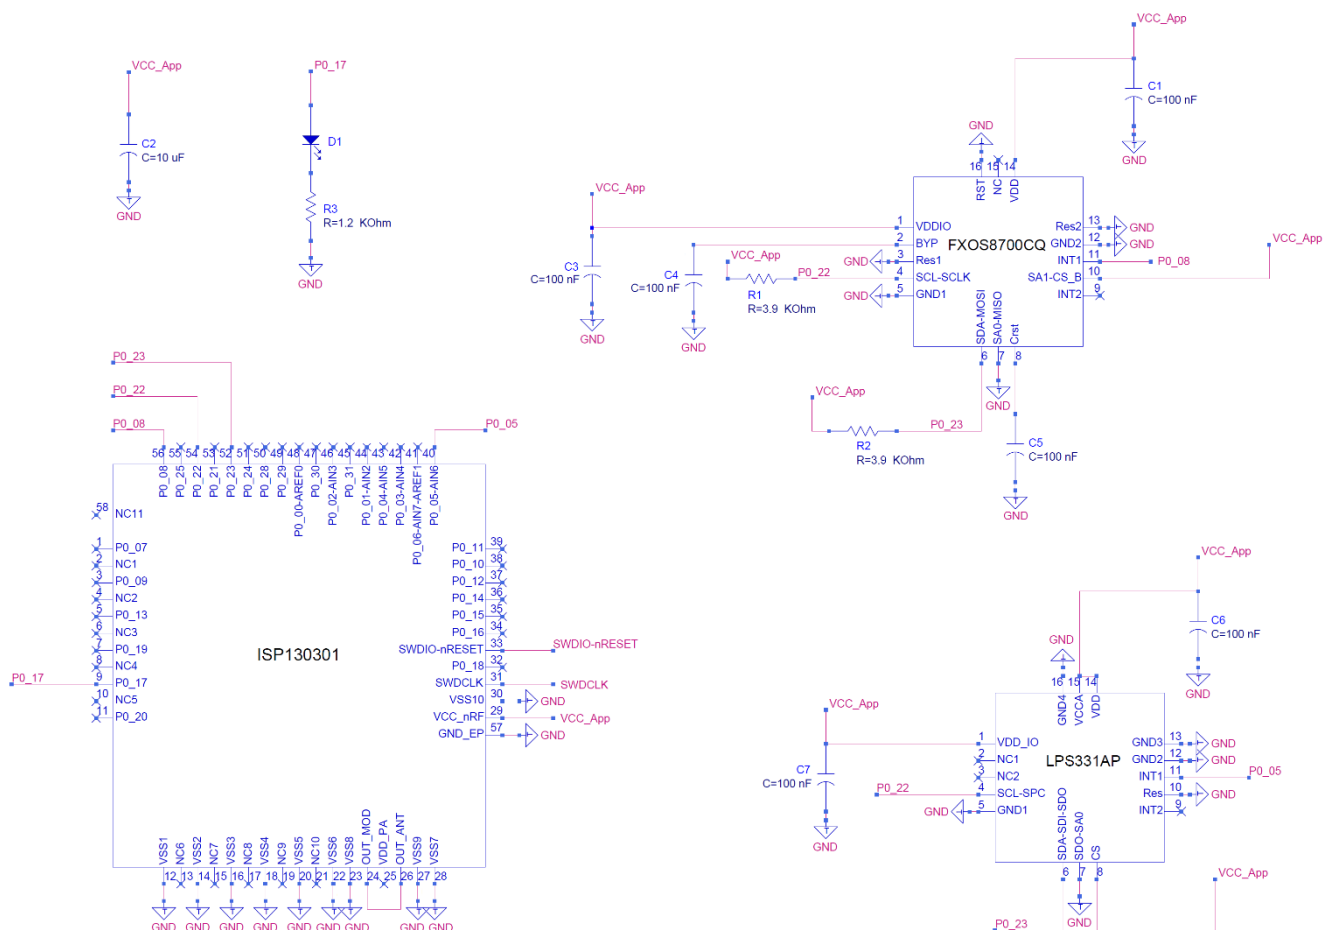 VCC_App
C2
C=10 uF
GND
P0_17
D1
R3
R=1.2 KOhm
GND
VCC_App
C1
C=100 nF
GND
GND
16 15 14
RST
NC
VDD
FXOS8700CQ
1 VDDIO
2 BYP
3 Res1
4 SCL-SCLK
5 GND1
Res2 13 GND
GND2 12 GND
INT1 11 P0_08
SA1-CS_B 10
INT2 9
VCC_App
SDA-MOSI
SA0-MISO
Crst
6 7 8
GND
VCC_App
C3
C=100 nF
GND
C4
C=100 nF
GND
VCC_App
R1
R=3.9 KOhm
P0_22
GND
GND
VCC_App
R2
R=3.9 KOhm
P0_23
C5
C=100 nF
GND
P0_23
P0_22
P0_08
P0_05
56 55 54 53 52 51 50 49 48 47 46 45 44 43 42 41 40
P0_08
P0_25
P0_22
P0_21
P0_23
P0_24
P0_28
P0_29
P0_00-AREF0
P0_30
P0_02-AIN3
P0_31
P0_01-AIN2
P0_04-AIN5
P0_03-AIN4
P0_06-AIN7-AREF1
P0_05-AIN6
ISP130301
58 NC11
1 P0_07
2 NC1
3 P0_09
4 NC2
5 P0_13
6 NC3
7 P0_19
8 NC4
P0_17 9 P0_17
10 NC5
11 P0_20
P0_11 39
P0_10 38
P0_12 37
P0_14 36
P0_15 35
P0_16 34
SWDIO-nRESET 33 SWDIO-nRESET
P0_18 32
SWDCLK 31 SWDCLK
VSS10 30 GND
VCC_nRF 29 VCC_App
GND_EP 57 GND
VSS1
NC6
VSS2
NC7
VSS3
NC8
VSS4
NC9
VSS5
NC10
VSS6
VSS8
OUT_MOD
VDD_PA
OUT_ANT
VSS9
VSS7
12 13 14 15 16 17 18 19 20 21 22 23 24 25 26 27 28
GND GND GND GND GND GND GND GND GND
VCC_App
C6
C=100 nF
GND
GND
16 15 14
GND4
VCCA
VDD
LPS331AP
1 VDD_IO
2 NC1
3 NC2
4 SCL-SPC
5 GND1
GND3 13 GND
GND2 12 GND
INT1 11 P0_05
Res 10 GND
INT2 9
SDA-SDI-SDO
SDO-SA0
CS
6 7 8
GND
VCC_App
C7
C=100 nF
GND
P0_22
GND
P0_23
VCC_App